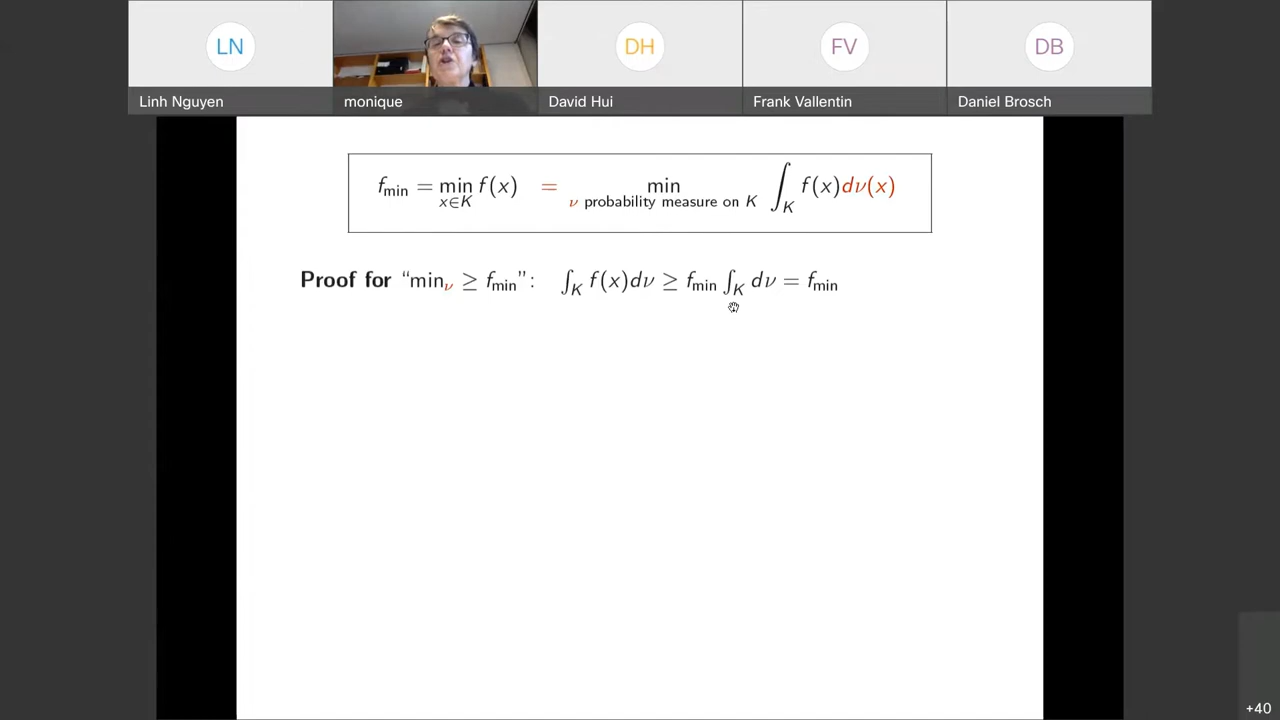 LN DH FV DB
Linh Nguyen monique David Hui Frank Vallentin Daniel Brosch
f_min = min_{x∈K} f(x) = min_{ν probability measure on K} ∫_K f(x)dν(x)
Proof for “min_ν ≥ f_min”: ∫_K f(x)dν ≥ f_min ∫_K dν = f_min
+40